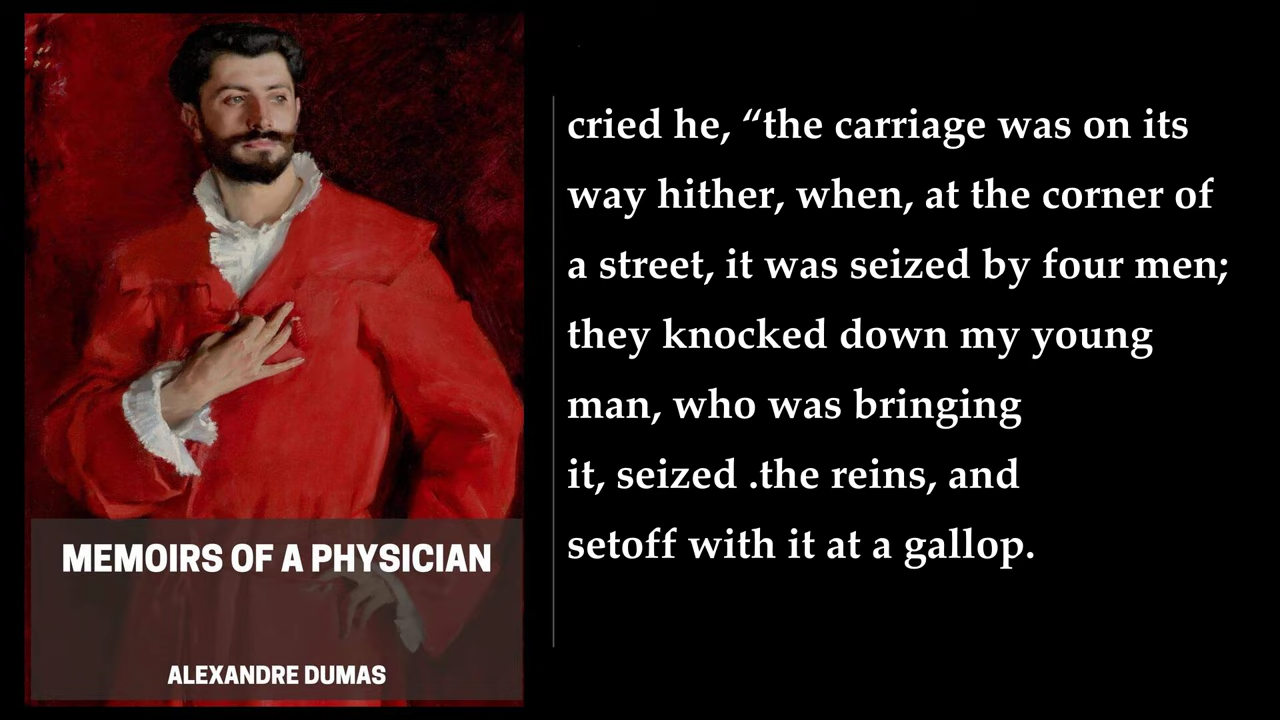 MEMOIRS OF A PHYSICIAN
ALEXANDRE DUMAS
cried he, “the carriage was on its
way hither, when, at the corner of
a street, it was seized by four men;
they knocked down my young
man, who was bringing
it, seized .the reins, and
setoff with it at a gallop.